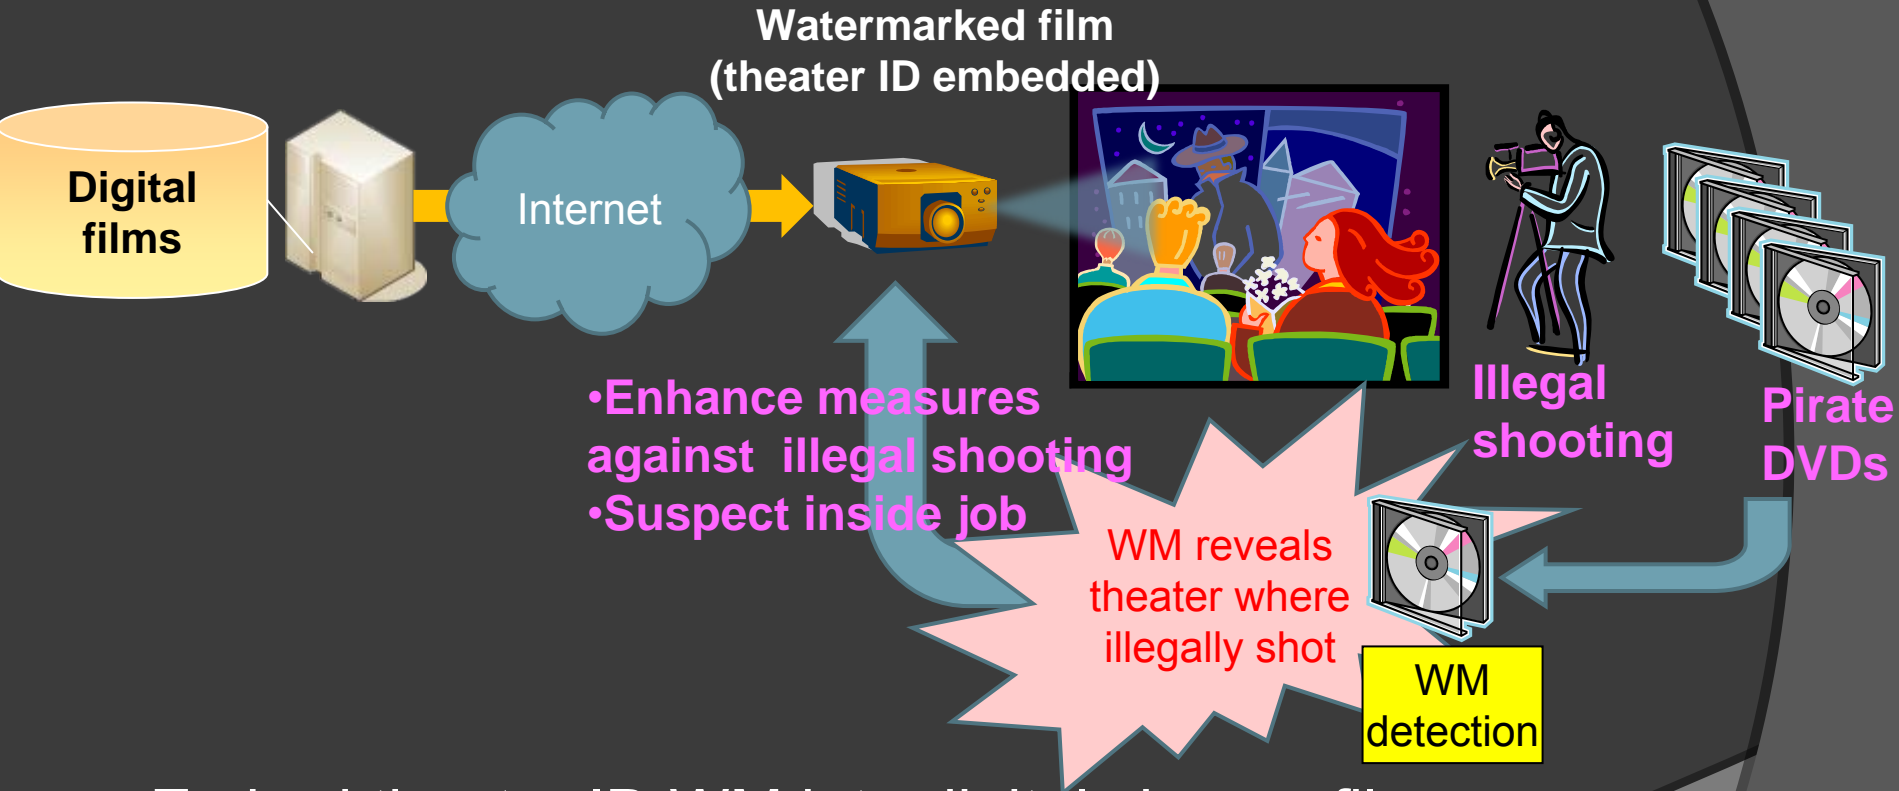 Watermarked film
(theater ID embedded)
Digital
films
Internet
•Enhance measures
against illegal shooting
•Suspect inside job
Illegal
shooting
Pirate
DVDs
WM reveals
theater where
illegally shot
WM
detection